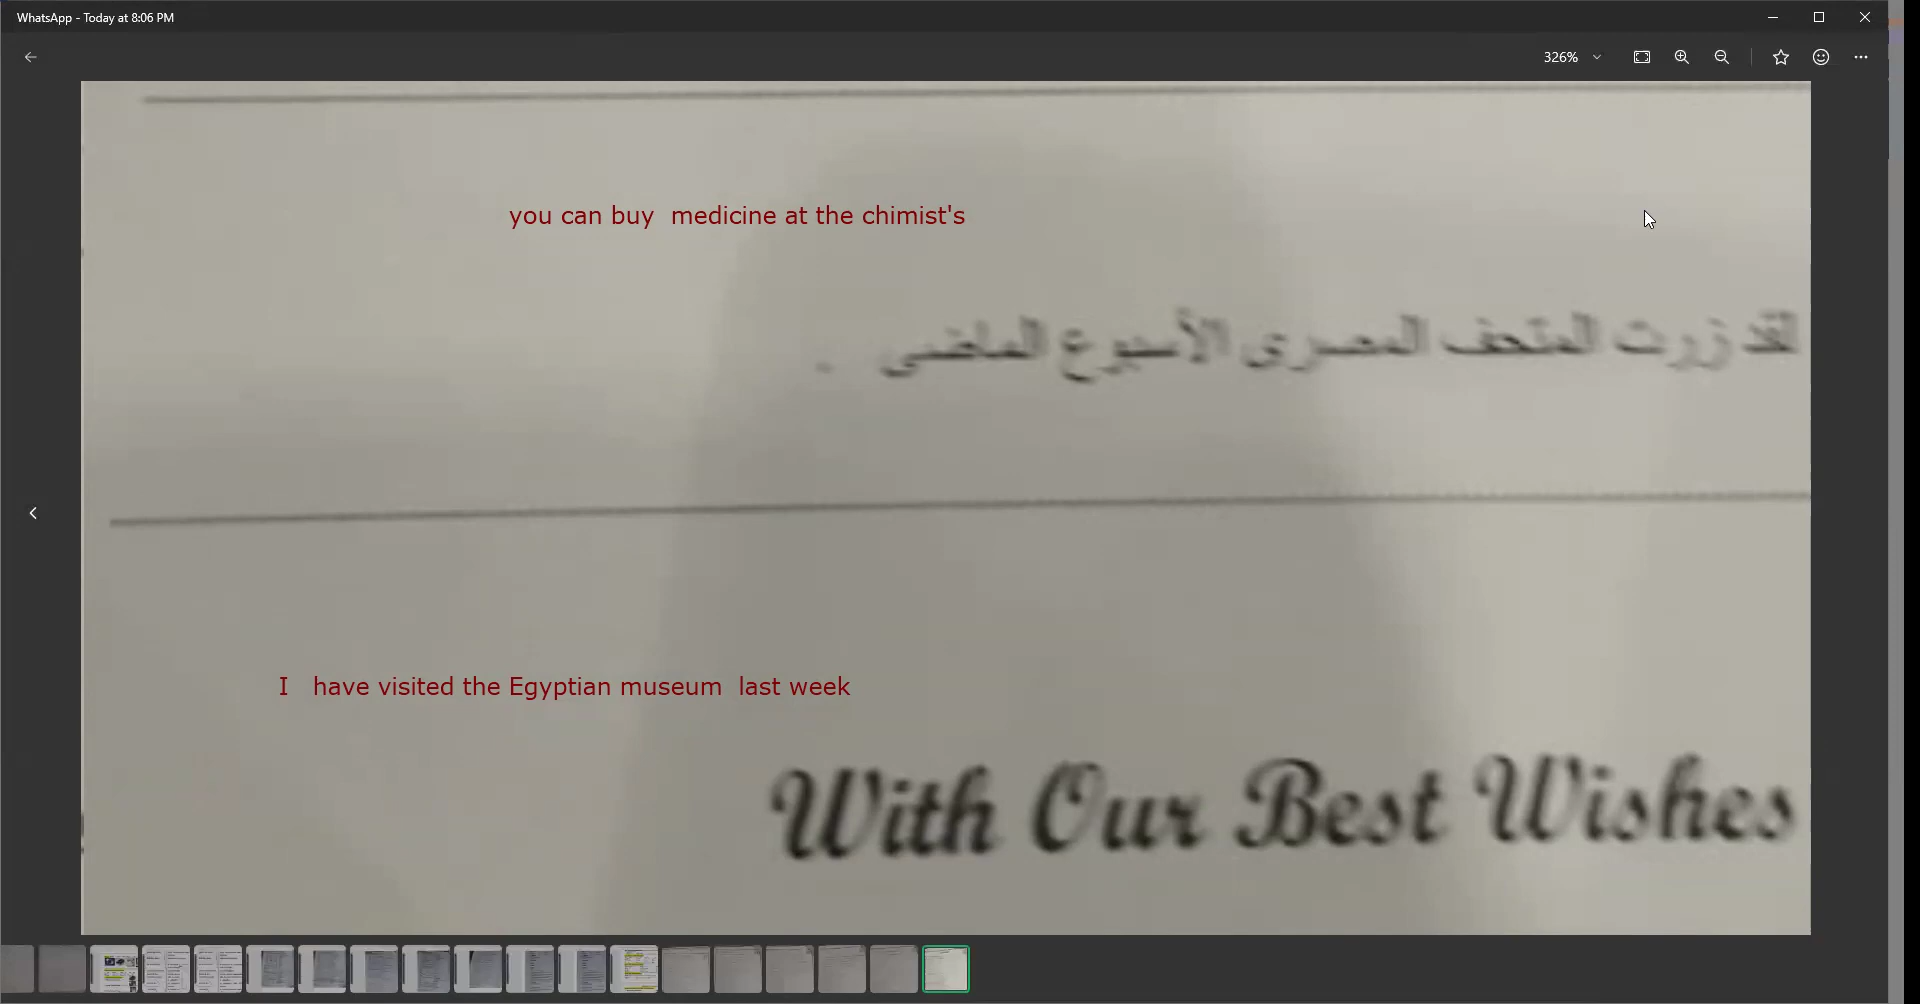 WhatsApp - Today at 8:06 PM
326%
you can buy medicine at the chimist's
لقد زرت المتحف المصرى الأسبوع الماضى .
I have visited the Egyptian museum last week
With Our Best Wishes